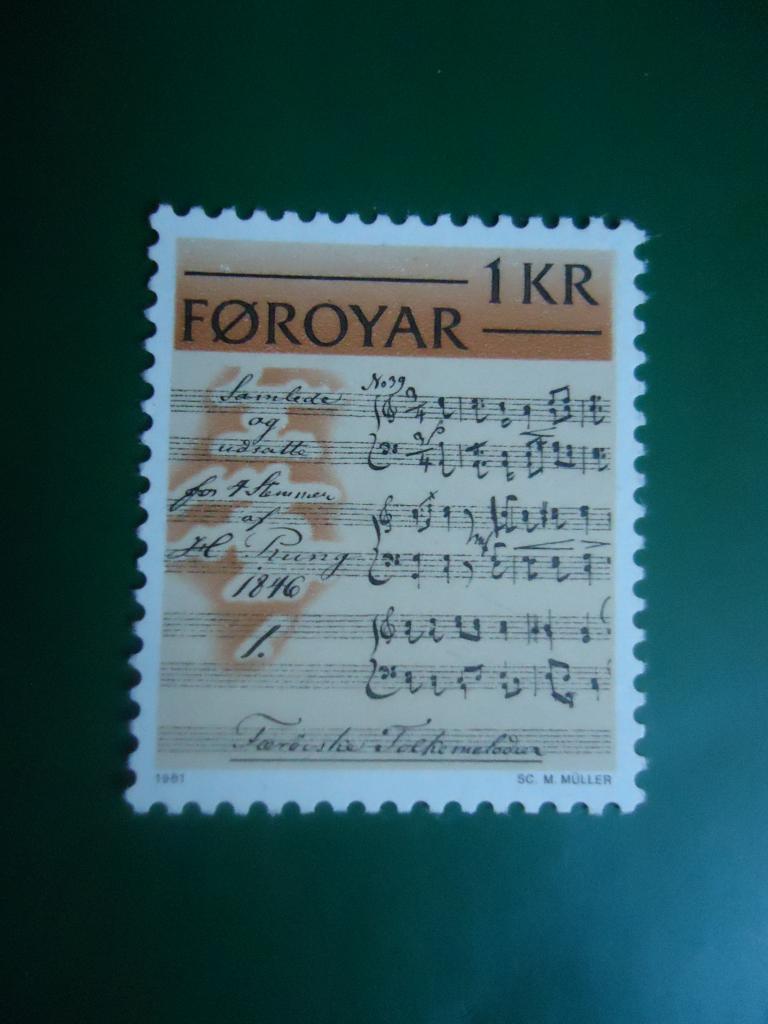 1 KR
FØROYAR
No 39
Samlede
og
udsatte
for 4 Stemmer
af
H Rung
1846
1.
Færöiske Folkemelodier
1981
SC. M. MÜLLER